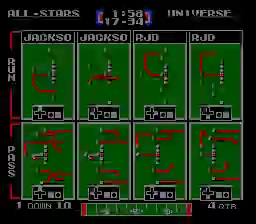 ALL-STARS 1:58 UNIVERSE
17-34
JACKSO JACKSO RJD RJD
RUN
PASS
1 DOWN 10 4 QTR